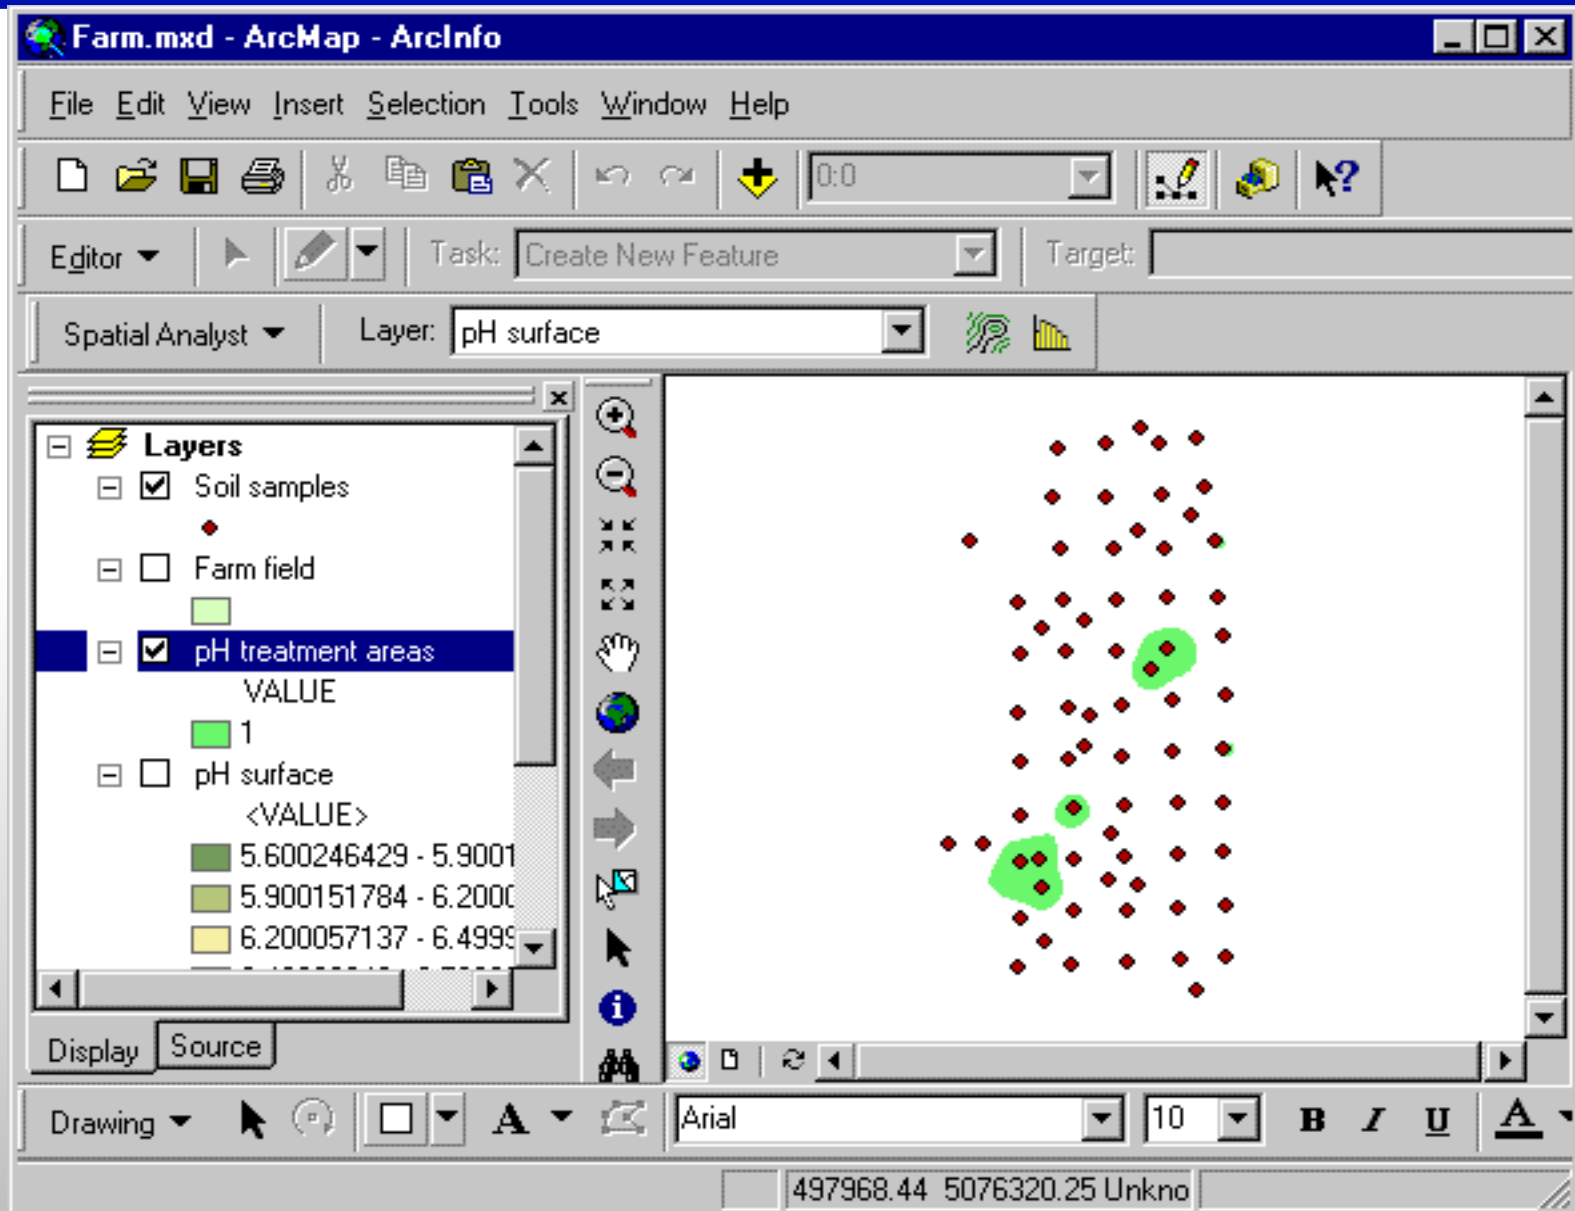 Farm.mxd - ArcMap - ArcInfo
File Edit View Insert Selection Tools Window Help
0:0
Editor Task: Create New Feature Target:
Spatial Analyst Layer: pH surface
Layers
Soil samples
Farm field
pH treatment areas
VALUE
1
pH surface
<VALUE>
5.600246429 - 5.9001
5.900151784 - 6.2000
6.200057137 - 6.4999
Display Source
Drawing A Arial 10 B I U A
497968.44 5076320.25 Unkno